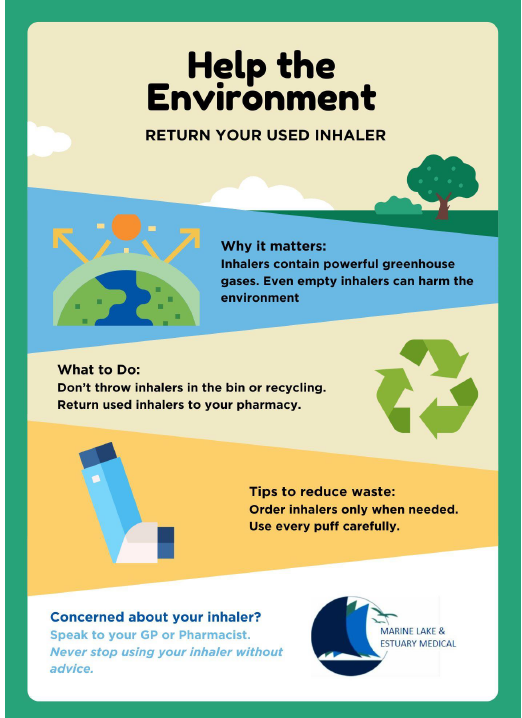 Help the
Environment
RETURN YOUR USED INHALER
Why it matters:
Inhalers contain powerful greenhouse
gases. Even empty inhalers can harm the
environment
What to Do:
Don't throw inhalers in the bin or recycling.
Return used inhalers to your pharmacy.
Tips to reduce waste:
Order inhalers only when needed.
Use every puff carefully.
Concerned about your inhaler?
Speak to your GP or Pharmacist.
Never stop using your inhaler without
advice.
MARINE LAKE &
ESTUARY MEDICAL